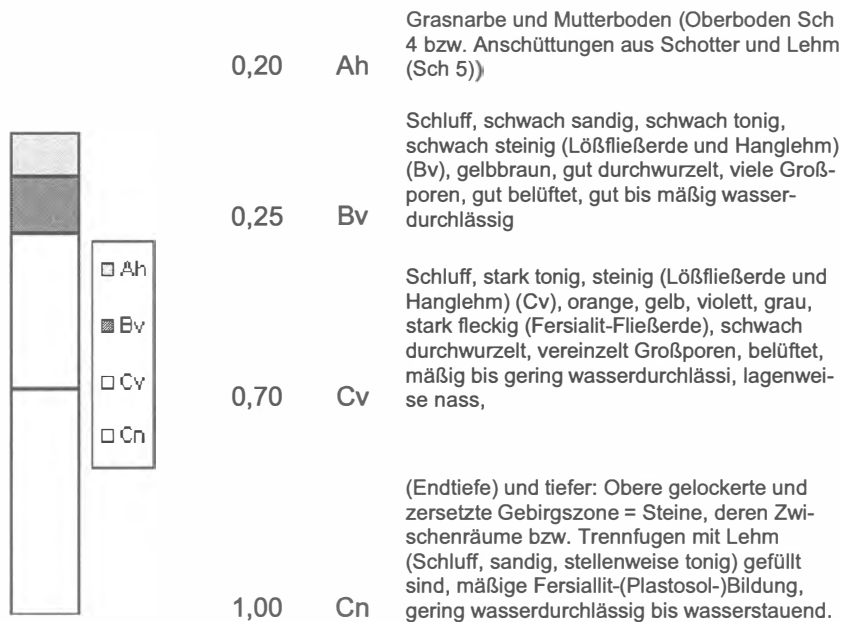 Grasnarbe und Mutterboden (Oberboden Sch
4 bzw. Anschüttungen aus Schotter und Lehm
0,20 Ah (Sch 5))
Schluff, schwach sandig, schwach tonig,
schwach steinig (Lößfließerde und Hanglehm)
(Bv), gelbbraun, gut durchwurzelt, viele Groß-
poren, gut belüftet, gut bis mäßig wasser-
0,25 Bv durchlässig
Ah
Bv
Cv
Cn
Schluff, stark tonig, steinig (Lößfließerde und
Hanglehm) (Cv), orange, gelb, violett, grau,
stark fleckig (Fersialit-Fließerde), schwach
durchwurzelt, vereinzelt Großporen, belüftet,
mäßig bis gering wasserdurchlässi, lagenwei-
0,70 Cv se nass,
(Endtiefe) und tiefer: Obere gelockerte und
zersetzte Gebirgszone = Steine, deren Zwi-
schenräume bzw. Trennfugen mit Lehm
(Schluff, sandig, stellenweise tonig) gefüllt
sind, mäßige Fersiallit-(Plastosol-)Bildung,
1,00 Cn gering wasserdurchlässig bis wasserstauend.